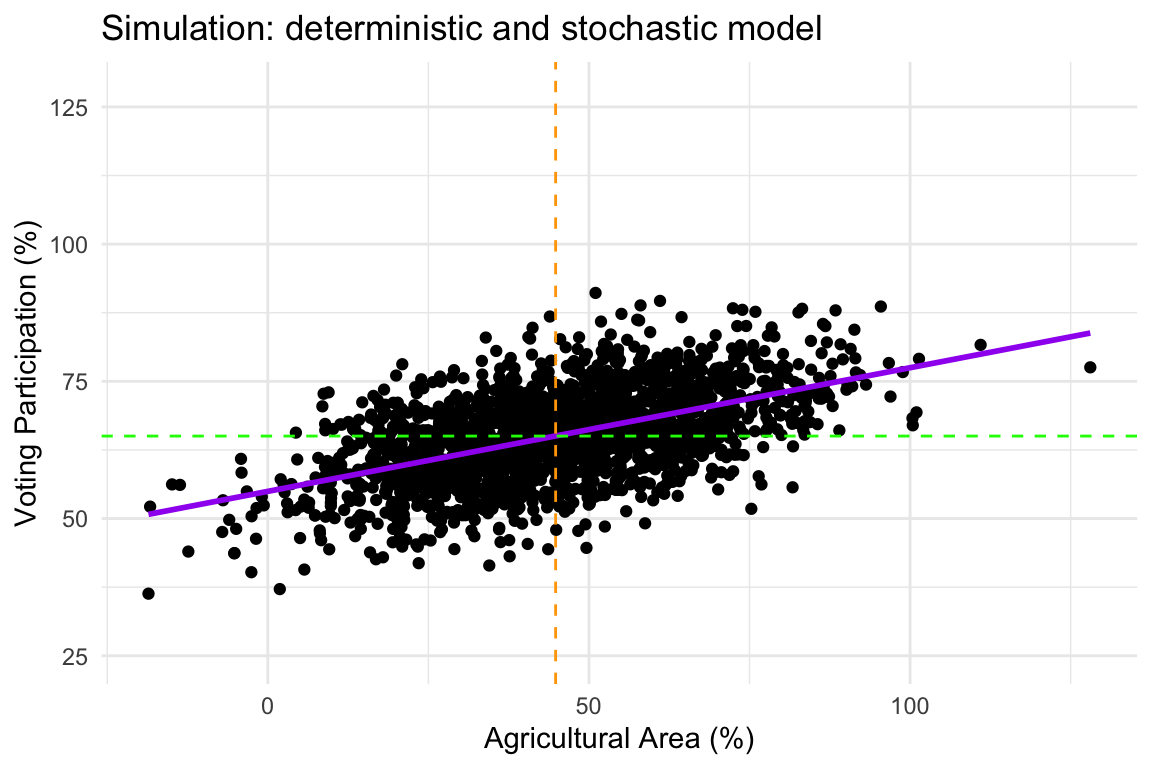 Simulation: deterministic and stochastic model
125
100
75
50
25
Voting Participation (%)
0 50 100
Agricultural Area (%)